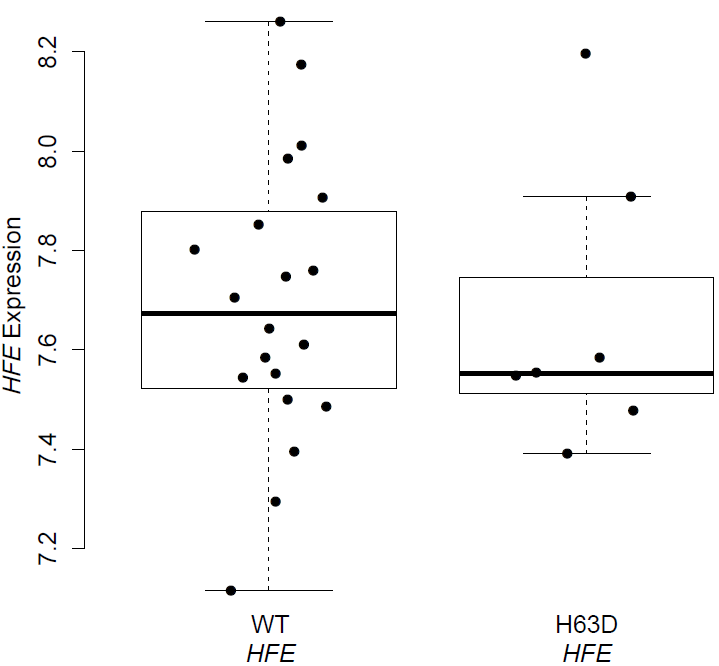 HFE Expression
8.2
8.0
7.8
7.6
7.4
7.2
WT
HFE
H63D
HFE